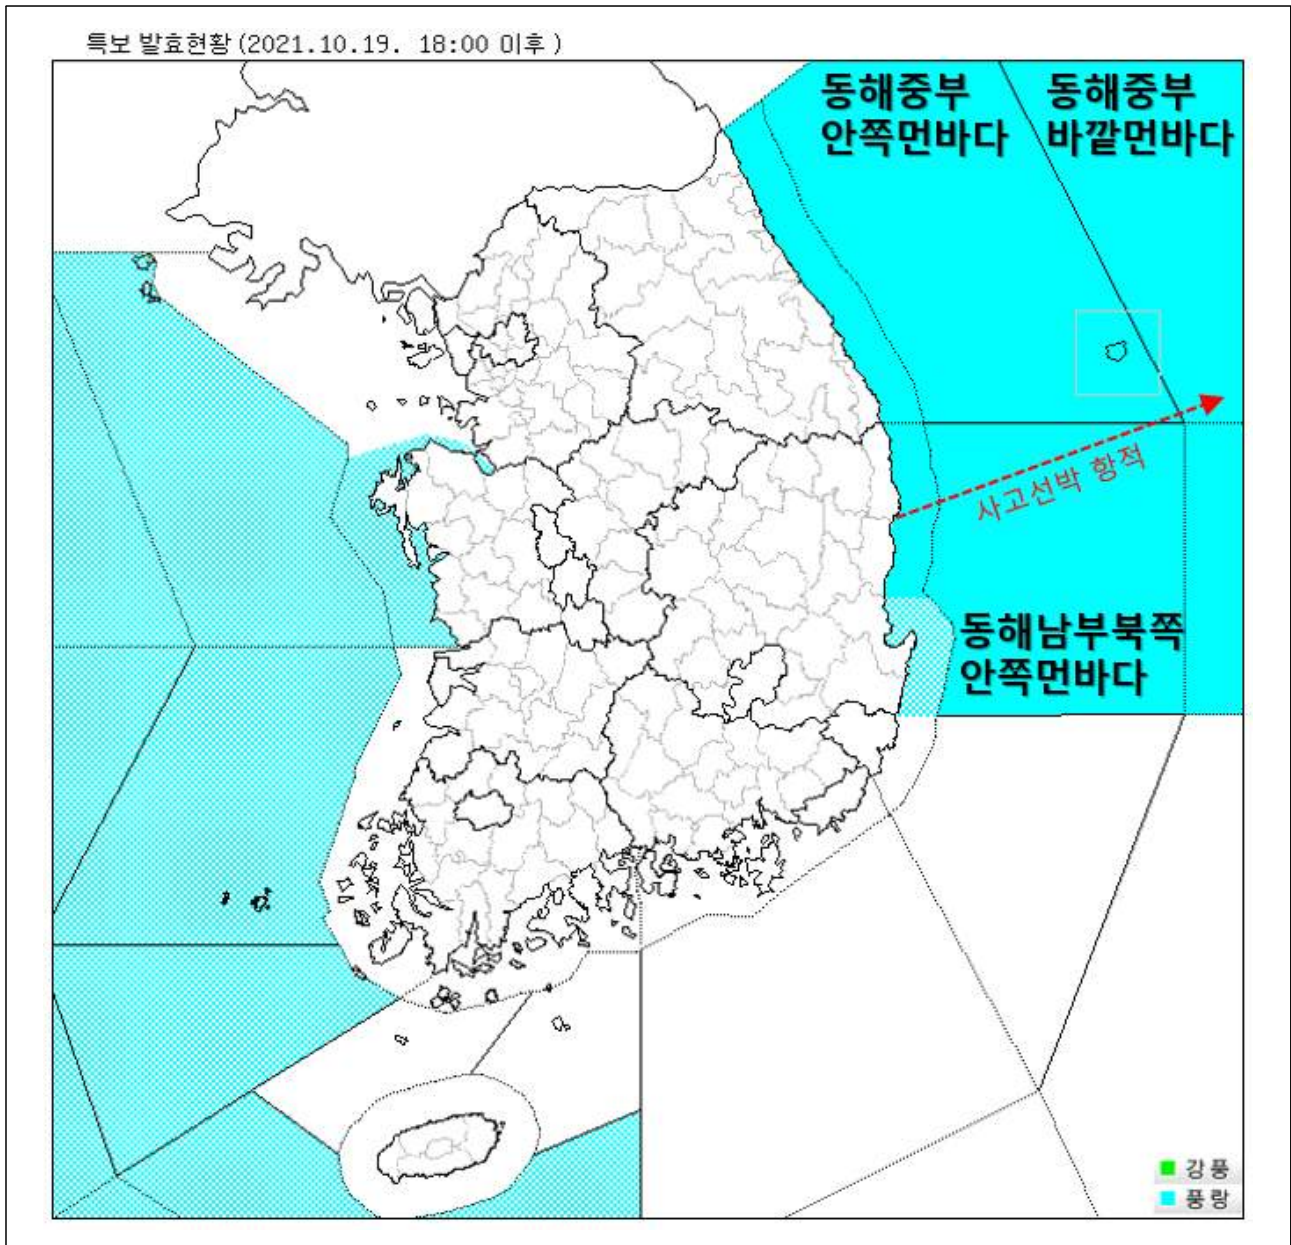 특보 발효현황 (2021.10.19. 18:00 이후 )
동해중부
안쪽먼바다
동해중부
바깥먼바다
사고선박 항적
동해남부북쪽
안쪽먼바다
강풍
풍랑